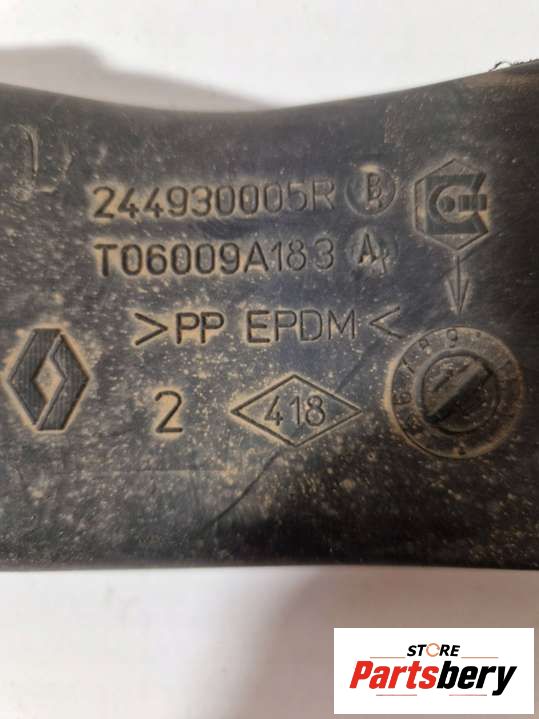 244930005R B
T06009A183 A
>PP EPDM<
2 418
STORE
Partsbery